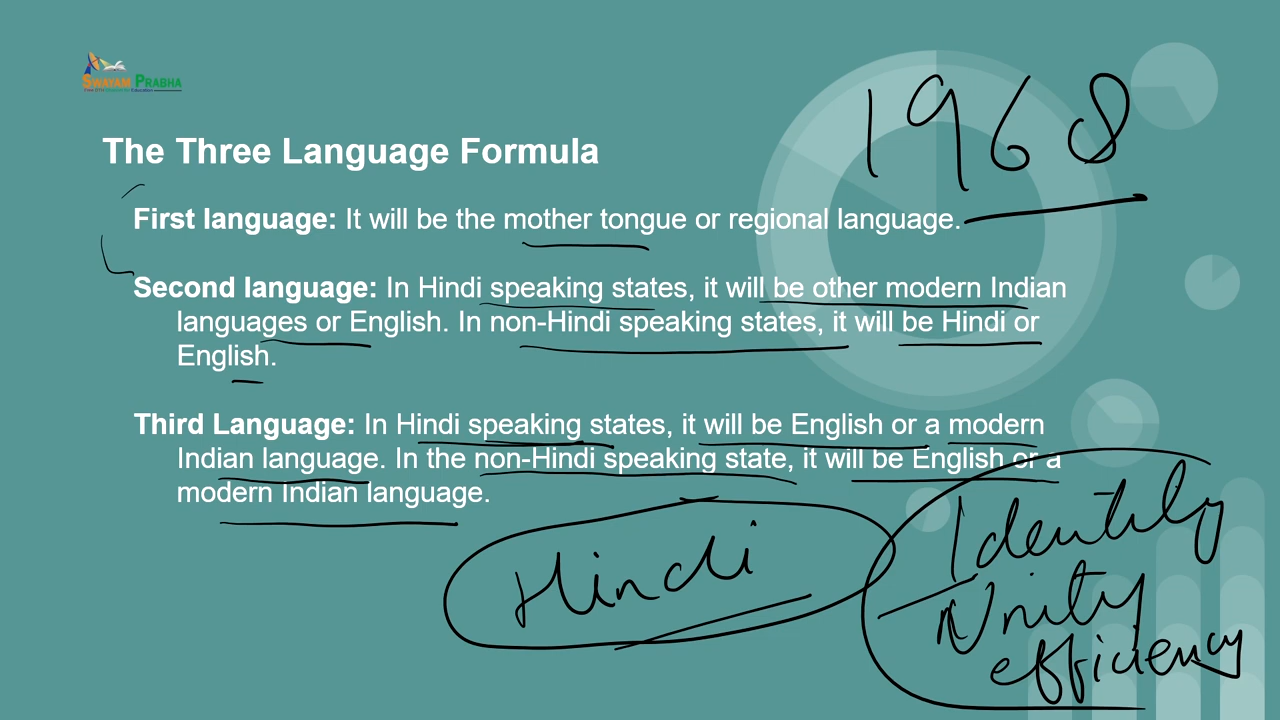 SWAYAM PRABHA
1968
The Three Language Formula
First language: It will be the mother tongue or regional language.
Second language: In Hindi speaking states, it will be other modern Indian
languages or English. In non-Hindi speaking states, it will be Hindi or
English.
Third Language: In Hindi speaking states, it will be English or a modern
Indian language. In the non-Hindi speaking state, it will be English or a
modern Indian language.
Hindi
Identity
Unity
efficiency